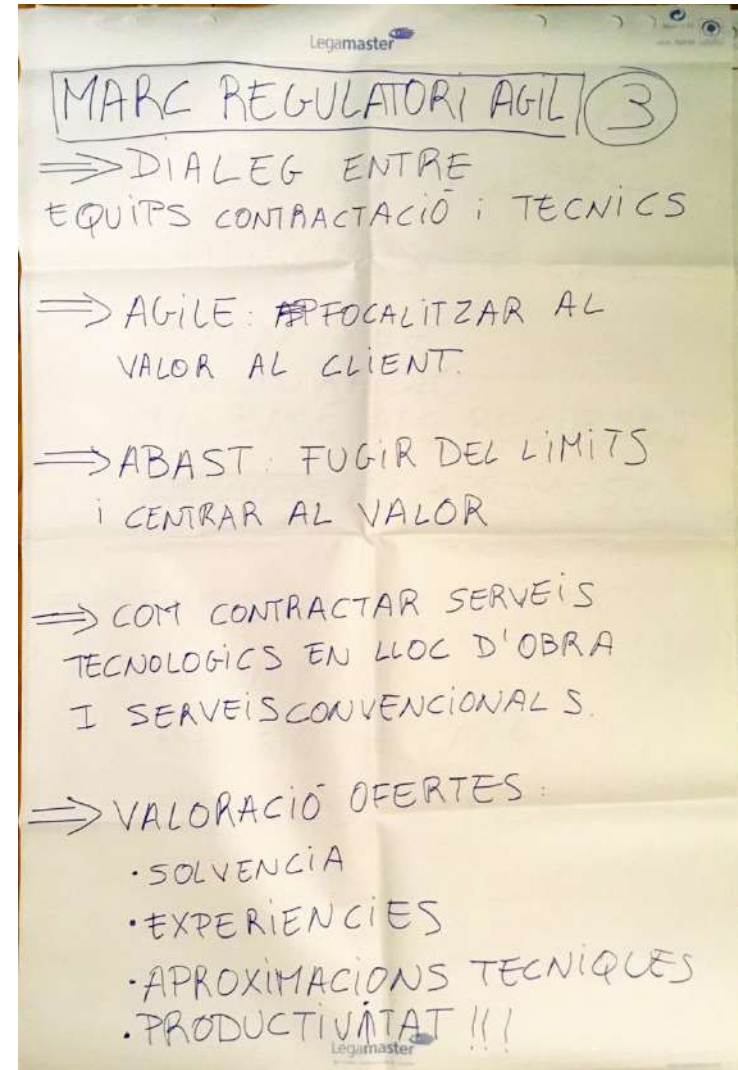 Legamaster
MARC REGULATORI AGIL 3
⇒ DIALEG ENTRE
EQUIPS CONTRACTACIÓ i TECNICS
⇒ AGILE: FOCALITZAR AL
VALOR AL CLIENT.
⇒ ABAST: FUGIR DEL LIMITS
i CENTRAR AL VALOR
⇒ COM CONTRACTAR SERVEIS
TECNOLOGICS EN LLOC D'OBRA
I SERVEIS CONVENCIONALS.
⇒ VALORACIÓ OFERTES:
· SOLVENCIA
· EXPERIENCIES
· APROXIMACIONS TECNIQUES
· PRODUCTIVITAT !!!
Legamaster